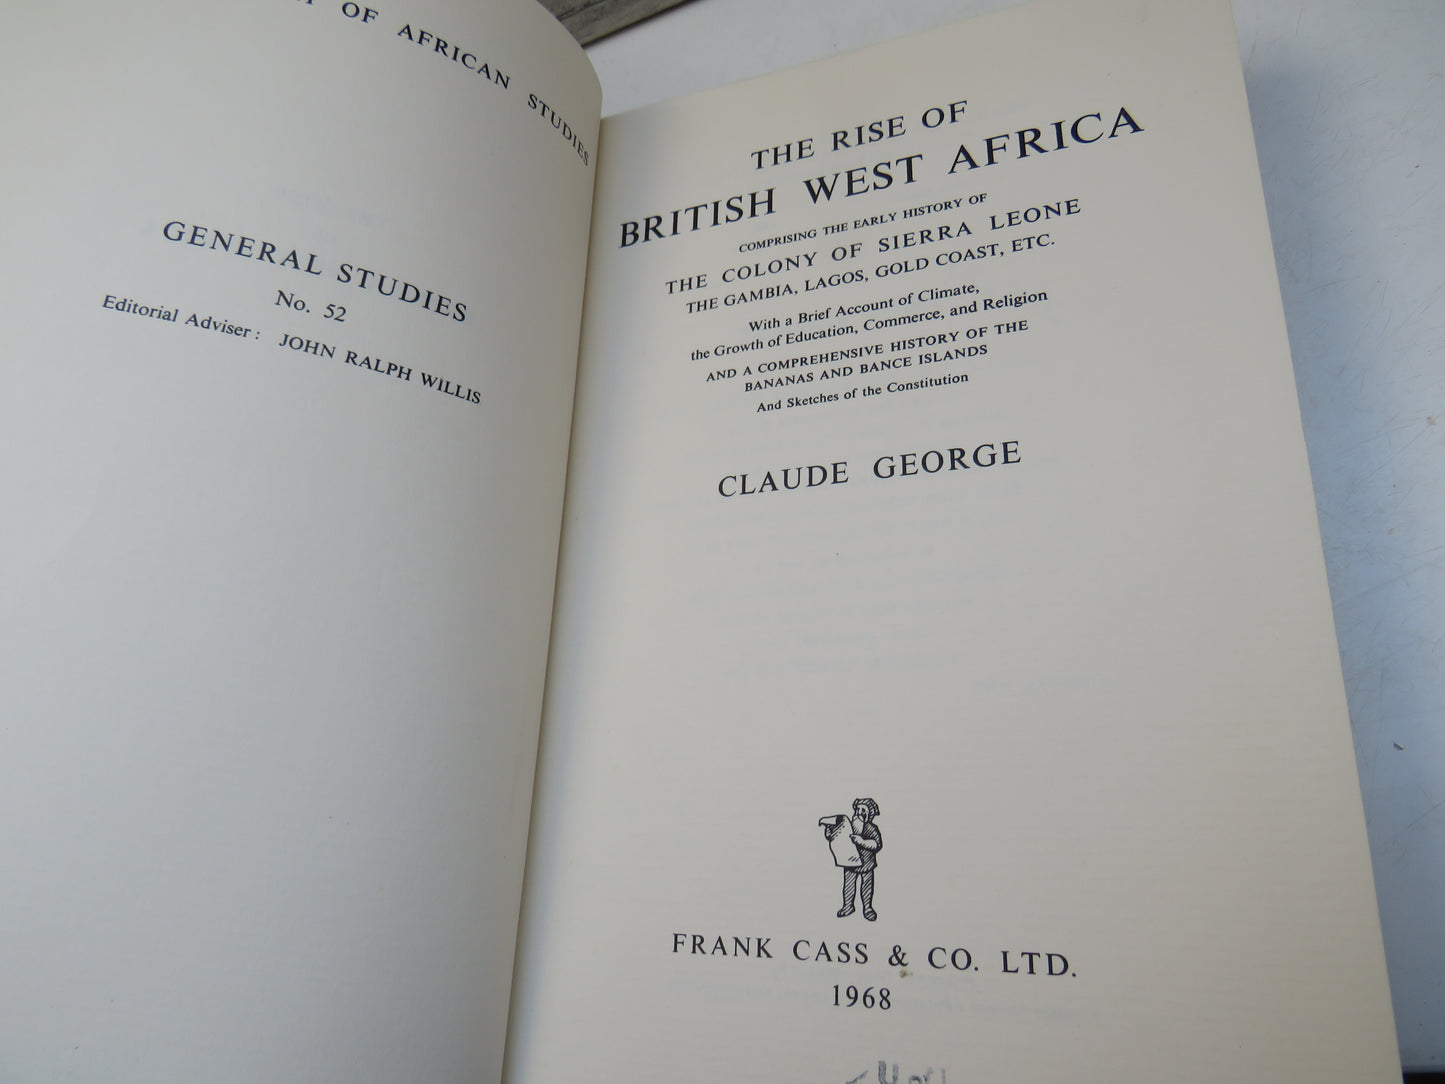 OF AFRICAN STUDIES
GENERAL STUDIES
No. 52
Editorial Adviser: JOHN RALPH WILLIS
THE RISE OF
BRITISH WEST AFRICA
COMPRISING THE EARLY HISTORY OF
THE COLONY OF SIERRA LEONE
THE GAMBIA, LAGOS, GOLD COAST, ETC.
With a Brief Account of Climate,
the Growth of Education, Commerce, and Religion
AND A COMPREHENSIVE HISTORY OF THE
BANANAS AND BANCE ISLANDS
And Sketches of the Constitution
CLAUDE GEORGE
FRANK CASS & CO. LTD.
1968